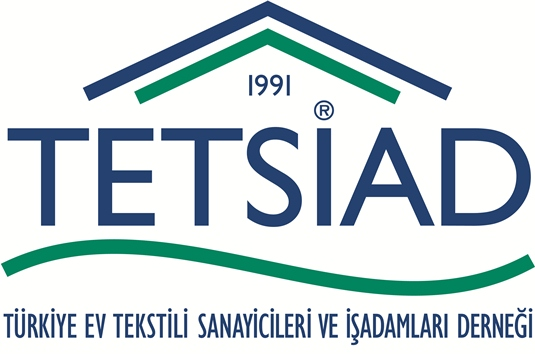 1991
TETSİAD®
TÜRKİYE EV TEKSTİLİ SANAYİCİLERİ VE İŞADAMLARI DERNEĞİ